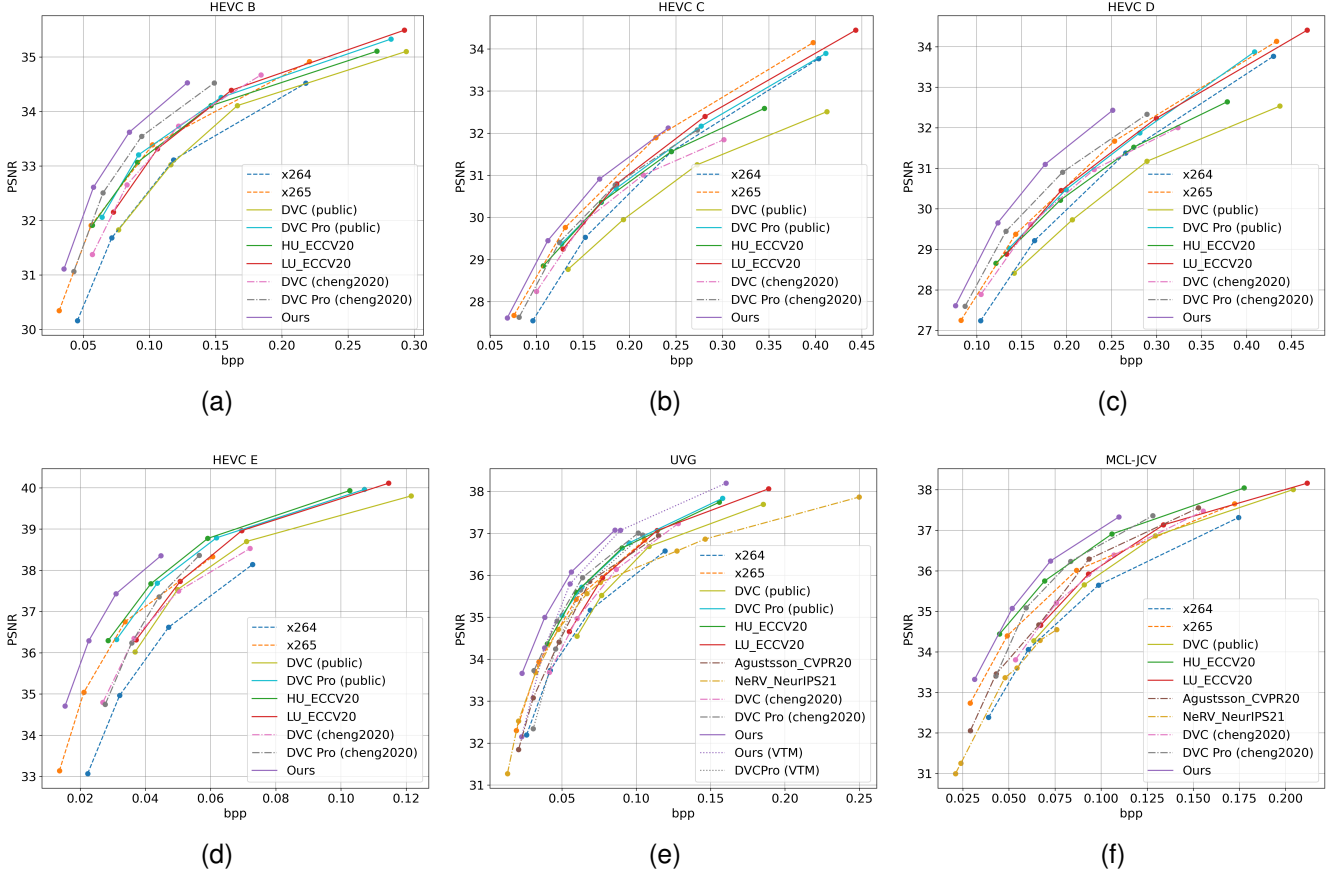 HEVC B
PSNR
35
34
33
32
31
30
0.05
0.10
0.15
0.20
0.25
0.30
bpp
x264
x265
DVC (public)
DVC Pro (public)
HU_ECCV20
LU_ECCV20
DVC (cheng2020)
DVC Pro (cheng2020)
Ours
(a)
HEVC C
PSNR
34
33
32
31
30
29
28
0.05
0.10
0.15
0.20
0.25
0.30
0.35
0.40
0.45
bpp
x264
x265
DVC (public)
DVC Pro (public)
HU_ECCV20
LU_ECCV20
DVC (cheng2020)
DVC Pro (cheng2020)
Ours
(b)
HEVC D
PSNR
34
33
32
31
30
29
28
27
0.10
0.15
0.20
0.25
0.30
0.35
0.40
0.45
bpp
x264
x265
DVC (public)
DVC Pro (public)
HU_ECCV20
LU_ECCV20
DVC (cheng2020)
DVC Pro (cheng2020)
Ours
(c)
HEVC E
PSNR
40
39
38
37
36
35
34
33
0.02
0.04
0.06
0.08
0.10
0.12
bpp
x264
x265
DVC (public)
DVC Pro (public)
HU_ECCV20
LU_ECCV20
DVC (cheng2020)
DVC Pro (cheng2020)
Ours
(d)
UVG
PSNR
38
37
36
35
34
33
32
31
0.05
0.10
0.15
0.20
0.25
bpp
x264
x265
DVC (public)
DVC Pro (public)
HU_ECCV20
LU_ECCV20
Agustsson_CVPR20
NeRV_NeurIPS21
DVC (cheng2020)
DVC Pro (cheng2020)
Ours
Ours (VTM)
DVCPro (VTM)
(e)
MCL-JCV
PSNR
38
37
36
35
34
33
32
31
0.025
0.050
0.075
0.100
0.125
0.150
0.175
0.200
bpp
x264
x265
DVC (public)
HU_ECCV20
LU_ECCV20
Agustsson_CVPR20
NeRV_NeurIPS21
DVC (cheng2020)
DVC Pro (cheng2020)
Ours
(f)